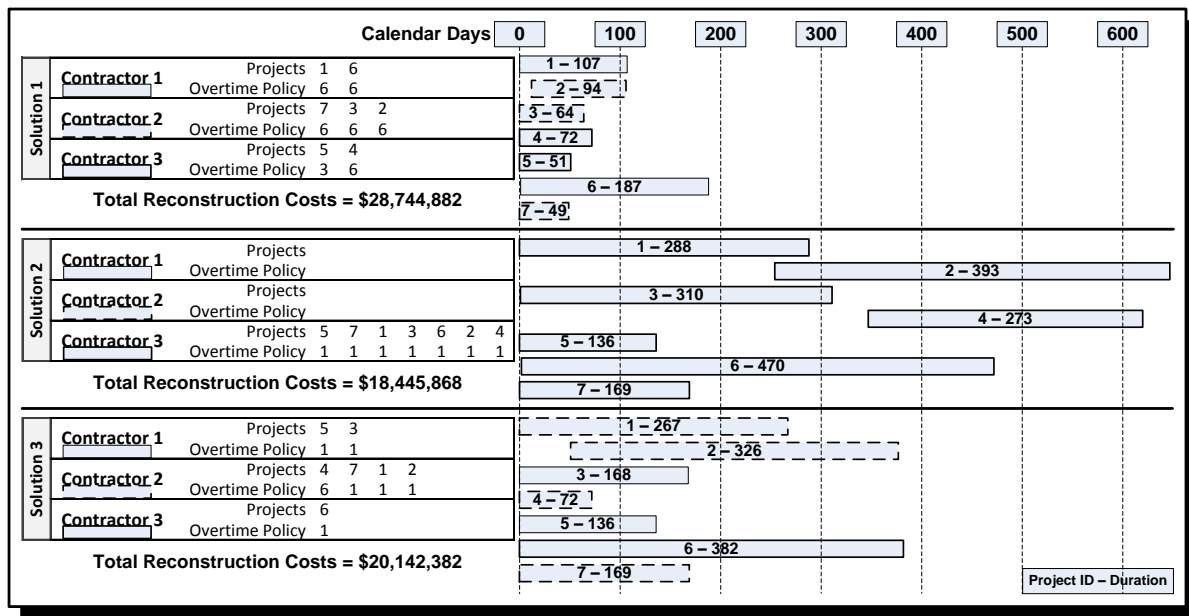 Calendar Days 0 100 200 300 400 500 600
Solution 1
Contractor 1
Projects 1 6
Overtime Policy 6 6
Contractor 2
Projects 7 3 2
Overtime Policy 6 6 6
Contractor 3
Projects 5 4
Overtime Policy 3 6
Total Reconstruction Costs = $28,744,882
1 – 107
2 – 94
3 – 64
4 – 72
5 – 51
6 – 187
7 – 49
Solution 2
Contractor 1
Projects
Overtime Policy
Contractor 2
Projects
Overtime Policy
Contractor 3
Projects 5 7 1 3 6 2 4
Overtime Policy 1 1 1 1 1 1 1
Total Reconstruction Costs = $18,445,868
1 – 288
2 – 393
3 – 310
4 – 273
5 – 136
6 – 470
7 – 169
Solution 3
Contractor 1
Projects 5 3
Overtime Policy 1 1
Contractor 2
Projects 4 7 1 2
Overtime Policy 6 1 1 1
Contractor 3
Projects 6
Overtime Policy 1
Total Reconstruction Costs = $20,142,382
1 – 267
2 – 326
3 – 168
4 – 72
5 – 136
6 – 382
7 – 169
Project ID – Duration